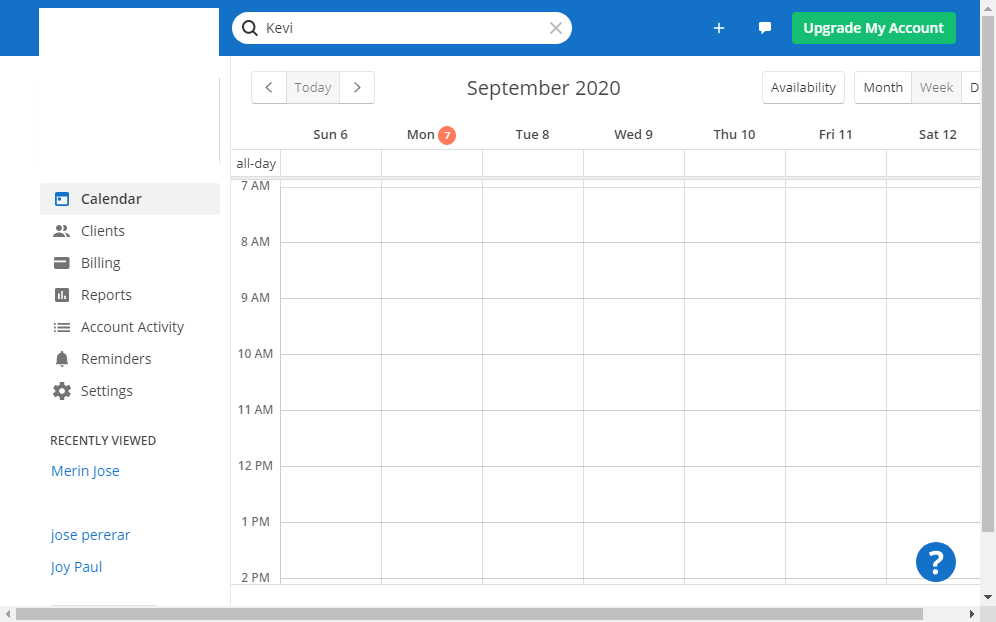 Kevi
+
Upgrade My Account
Today
September 2020
Availability
Month
Week
D
Sun 6
Mon 7
Tue 8
Wed 9
Thu 10
Fri 11
Sat 12
all-day
7 AM
8 AM
9 AM
10 AM
11 AM
12 PM
1 PM
2 PM
Calendar
Clients
Billing
Reports
Account Activity
Reminders
Settings
RECENTLY VIEWED
Merin Jose
jose pererar
Joy Paul
?